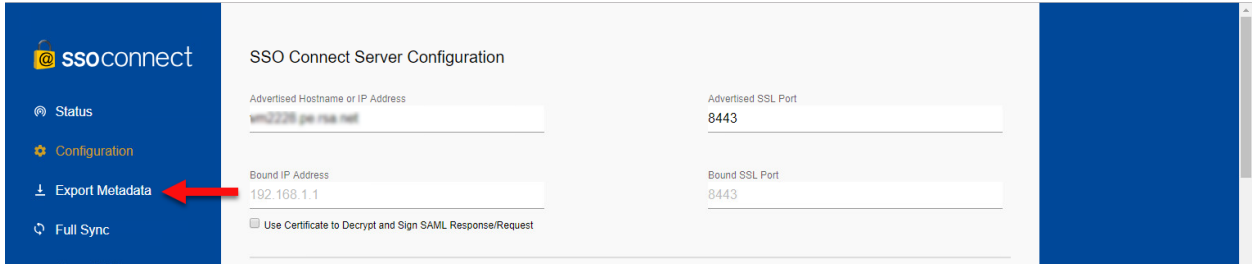 ssoconnect
Status
Configuration
Export Metadata
Full Sync
SSO Connect Server Configuration
Advertised Hostname or IP Address
Advertised SSL Port
8443
Bound IP Address
Bound SSL Port
192.168.1.1
8443
Use Certificate to Decrypt and Sign SAML Response/Request